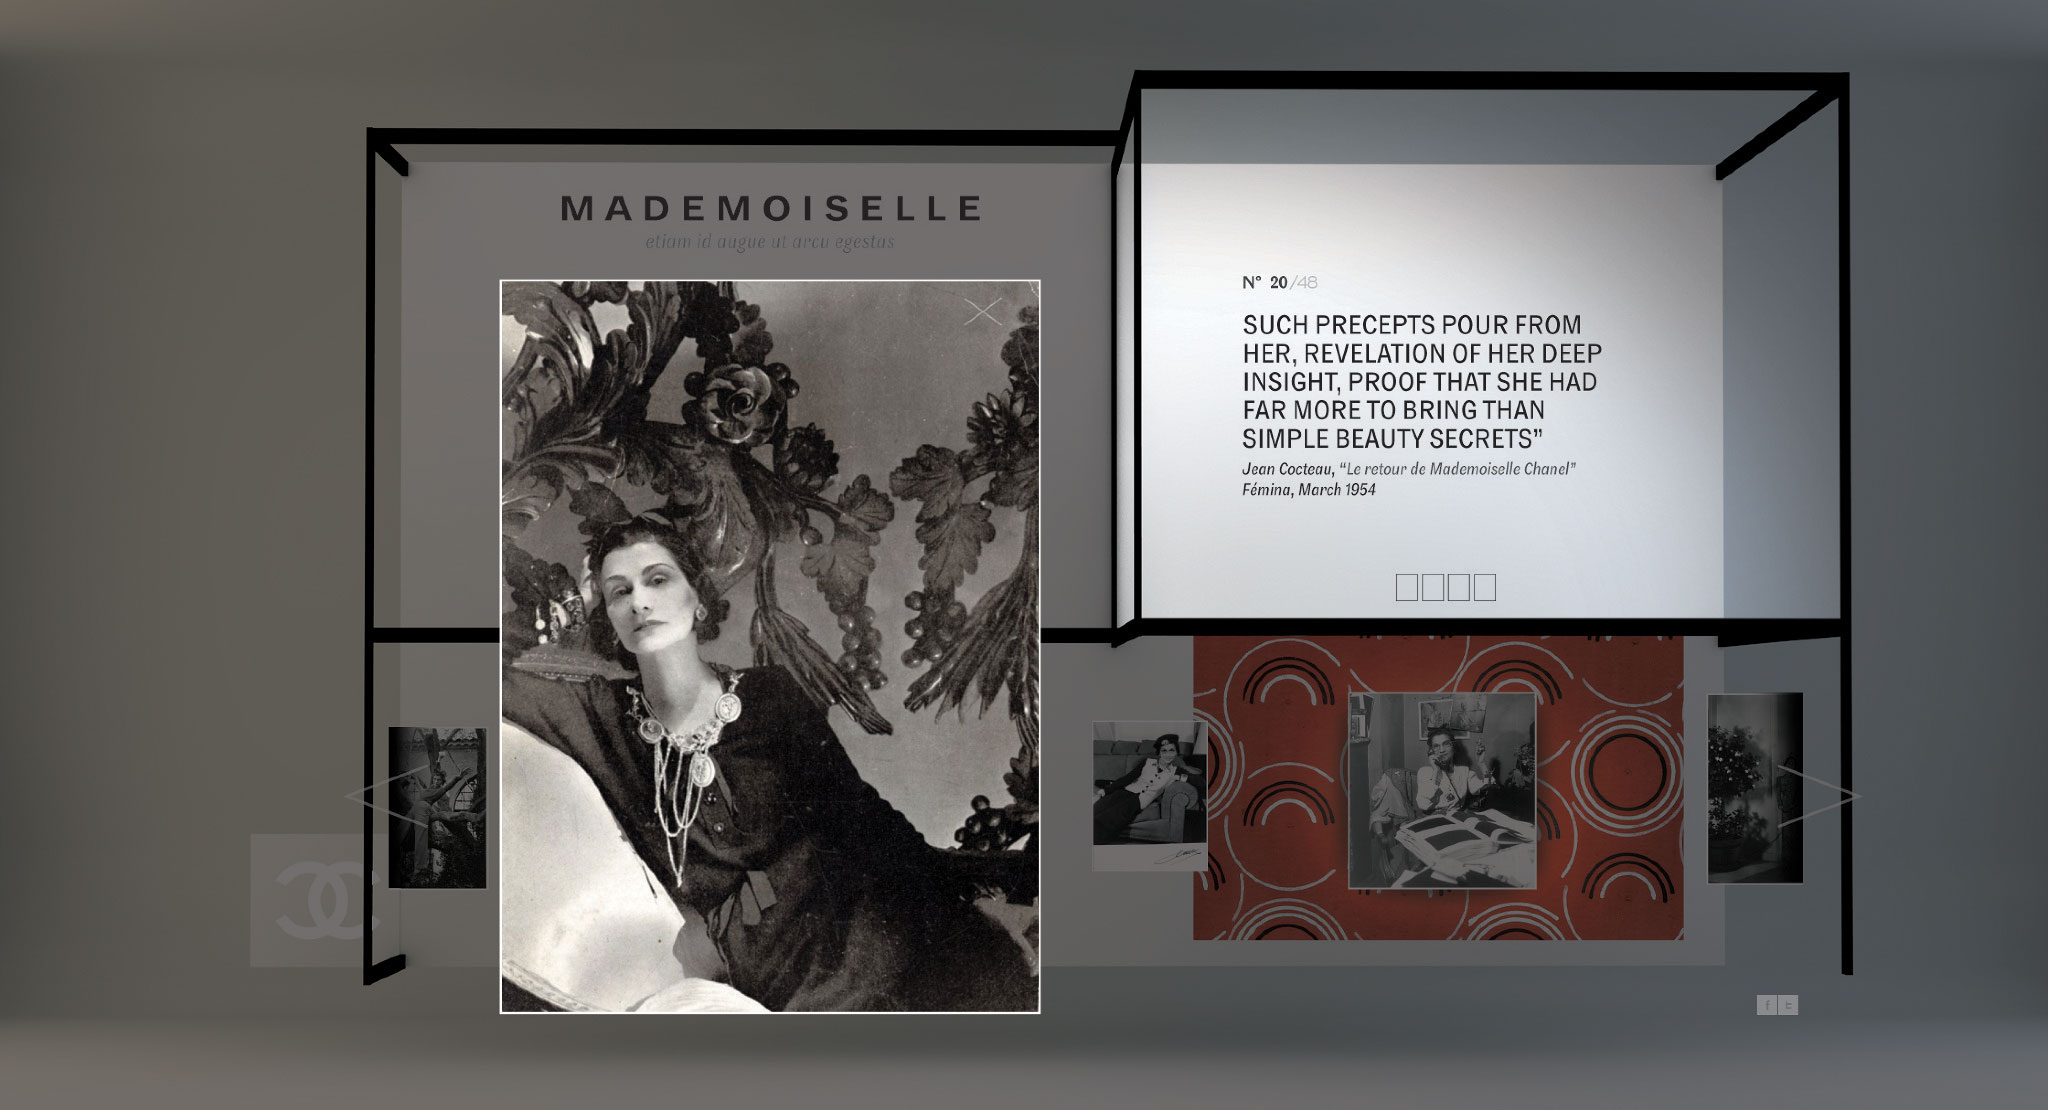 MADEMOISELLE
etiam id augue ut arcu egestas
Nº 20/48
SUCH PRECEPTS POUR FROM
HER, REVELATION OF HER DEEP
INSIGHT, PROOF THAT SHE HAD
FAR MORE TO BRING THAN
SIMPLE BEAUTY SECRETS”
Jean Cocteau, “Le retour de Mademoiselle Chanel”
Fémina, March 1954
f t